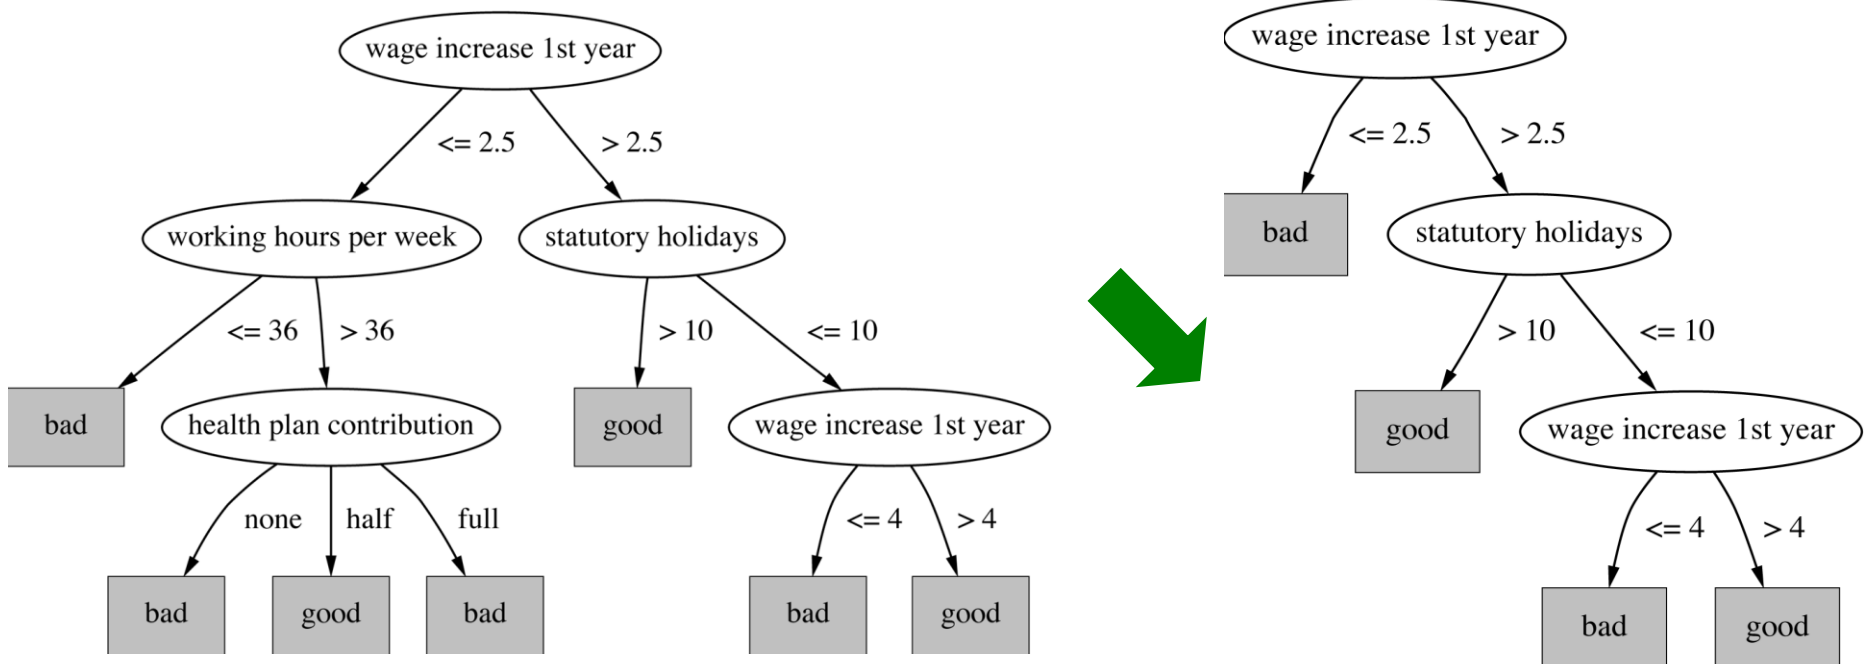 wage increase 1st year
<= 2.5
> 2.5
working hours per week
statutory holidays
<= 36
> 36
> 10
<= 10
bad
health plan contribution
good
wage increase 1st year
none
half
full
<= 4
> 4
bad
good
bad
bad
good
wage increase 1st year
<= 2.5
> 2.5
bad
statutory holidays
> 10
<= 10
good
wage increase 1st year
<= 4
> 4
bad
good